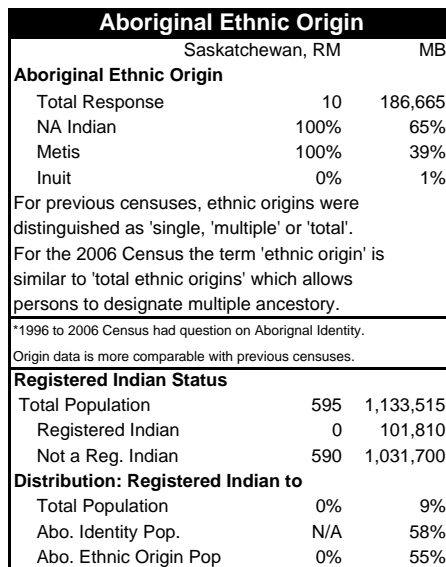 Aboriginal Ethnic Origin
Saskatchewan, RM MB
Aboriginal Ethnic Origin
Total Response 10 186,665
NA Indian 100% 65%
Metis 100% 39%
Inuit 0% 1%
For previous censuses, ethnic origins were
distinguished as 'single, 'multiple' or 'total'.
For the 2006 Census the term 'ethnic origin' is
similar to 'total ethnic origins' which allows
persons to designate multiple ancestory.
*1996 to 2006 Census had question on Aborignal Identity.
Origin data is more comparable with previous censuses.
Registered Indian Status
Total Population 595 1,133,515
Registered Indian 0 101,810
Not a Reg. Indian 590 1,031,700
Distribution: Registered Indian to
Total Population 0% 9%
Abo. Identity Pop. N/A 58%
Abo. Ethnic Origin Pop 0% 55%